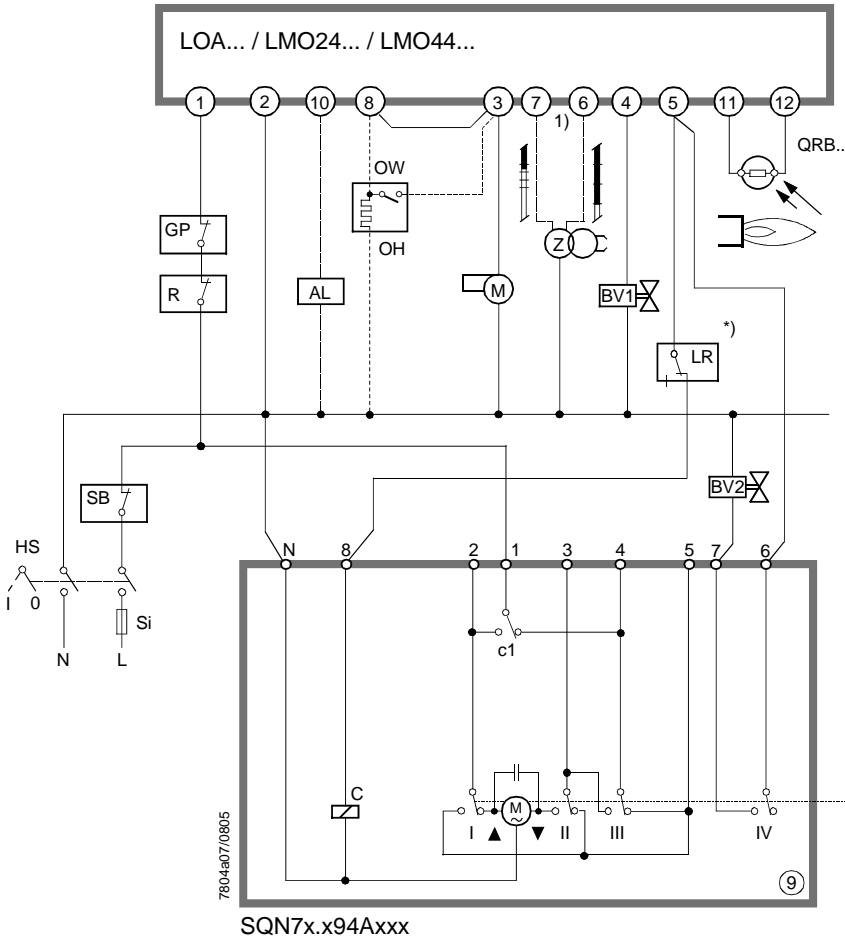 LOA... / LMO24... / LMO44...
1 2 10 8 3 7 6 4 5 11 12
1)
QRB..
OW
GP
OH
Z
R
AL
M
BV1
*)
LR
SB
BV2
HS
N 8 2 1 3 4 5 7 6
I 0
Si
N L
c1
C
M
~
I ▲ ▼ II III IV
7804a07/0805
9
SQN7x.x94Axxx